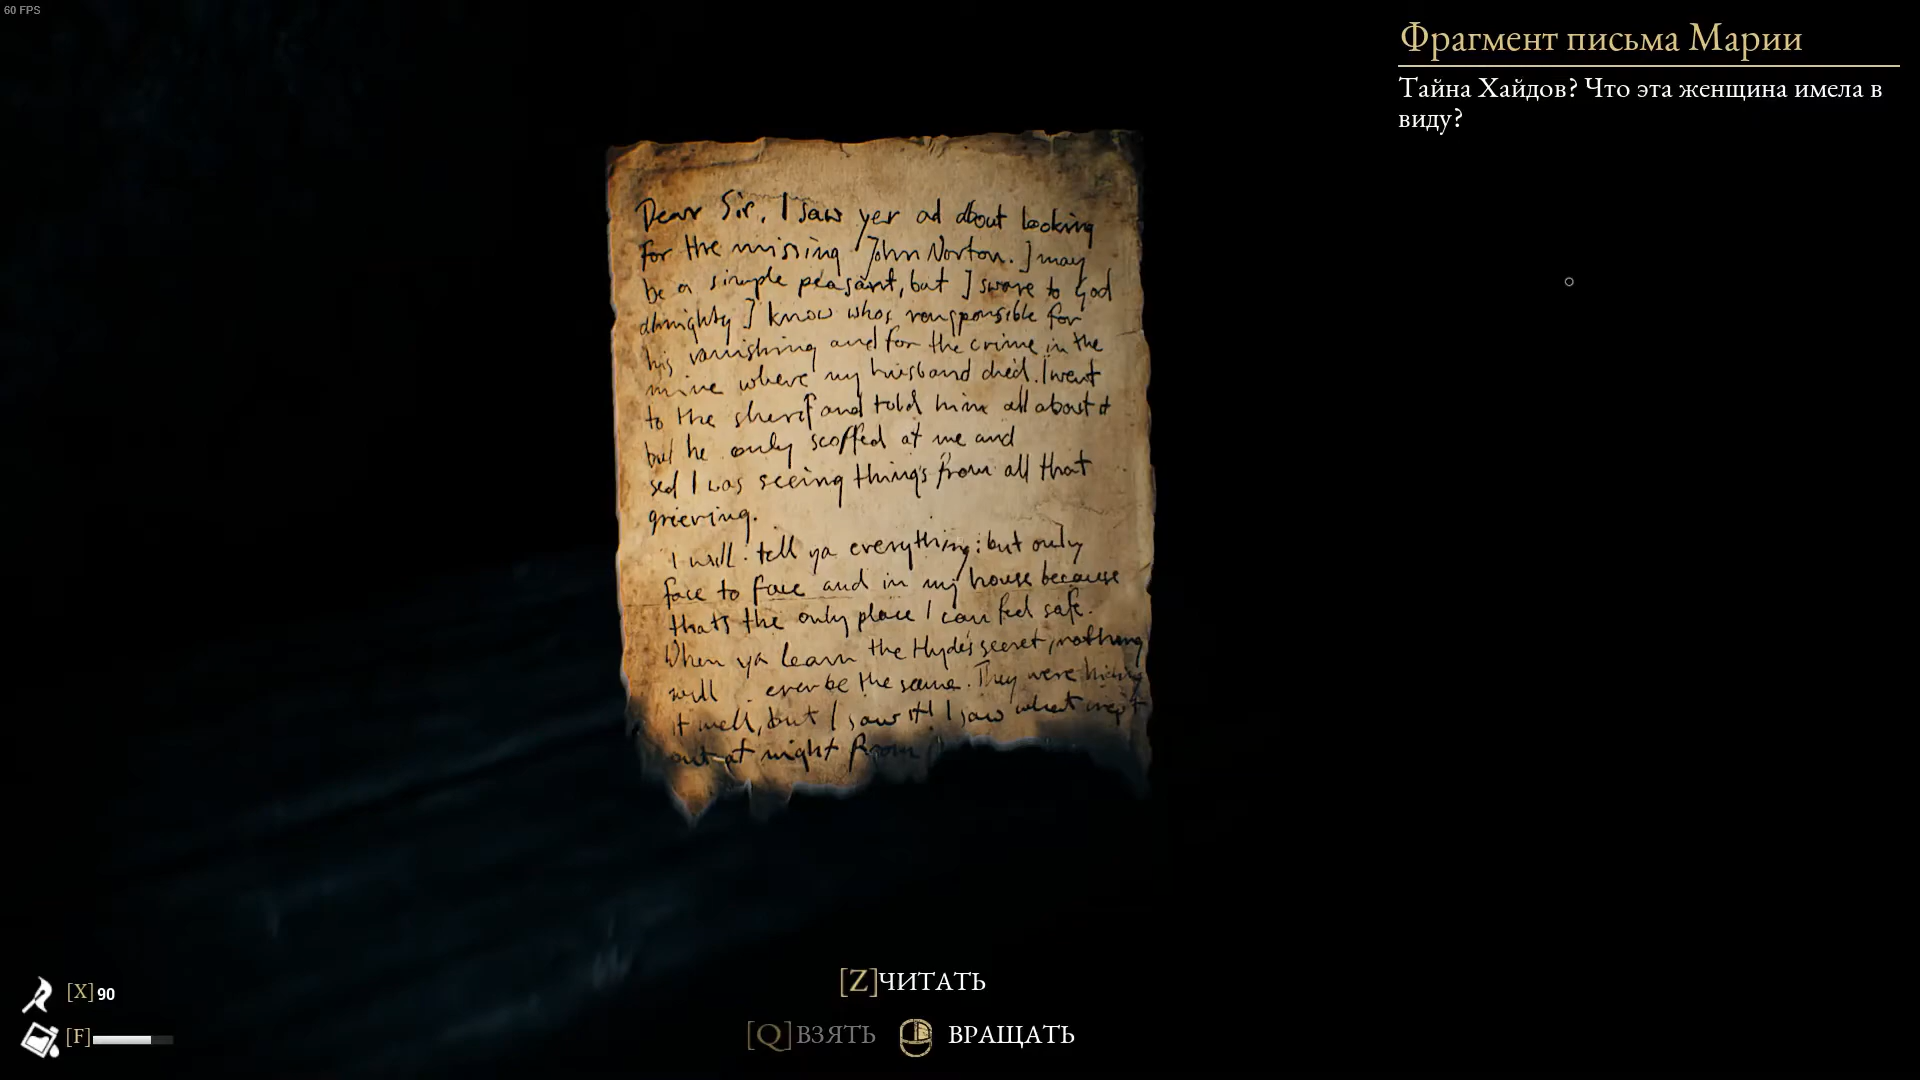 60 FPS
Фрагмент письма Марии
Тайна Хайдов? Что эта женщина имела в
виду?
Dear Sir, I saw yer ad about looking
for the missing John Norton. I may
be a simple peasant, but I sware to God
almighty I know whos rensponsible for
his vanishing and for the crime in the
mine where my husband died. I went
to the sherif and told him all about it
but he only scoffed at me and
sed I was seeing things from all that
grieving.
I will tell ya everything; but only
face to face and in my house because
thats the only place I can feel safe.
When ya learn the Hydes secret, nothing
will ever be the same. They were hiding
it well, but I saw it! I saw what crept
out at night from
[Z]ЧИТАТЬ
[Q]ВЗЯТЬ ВРАЩАТЬ
[X] 90
[F]